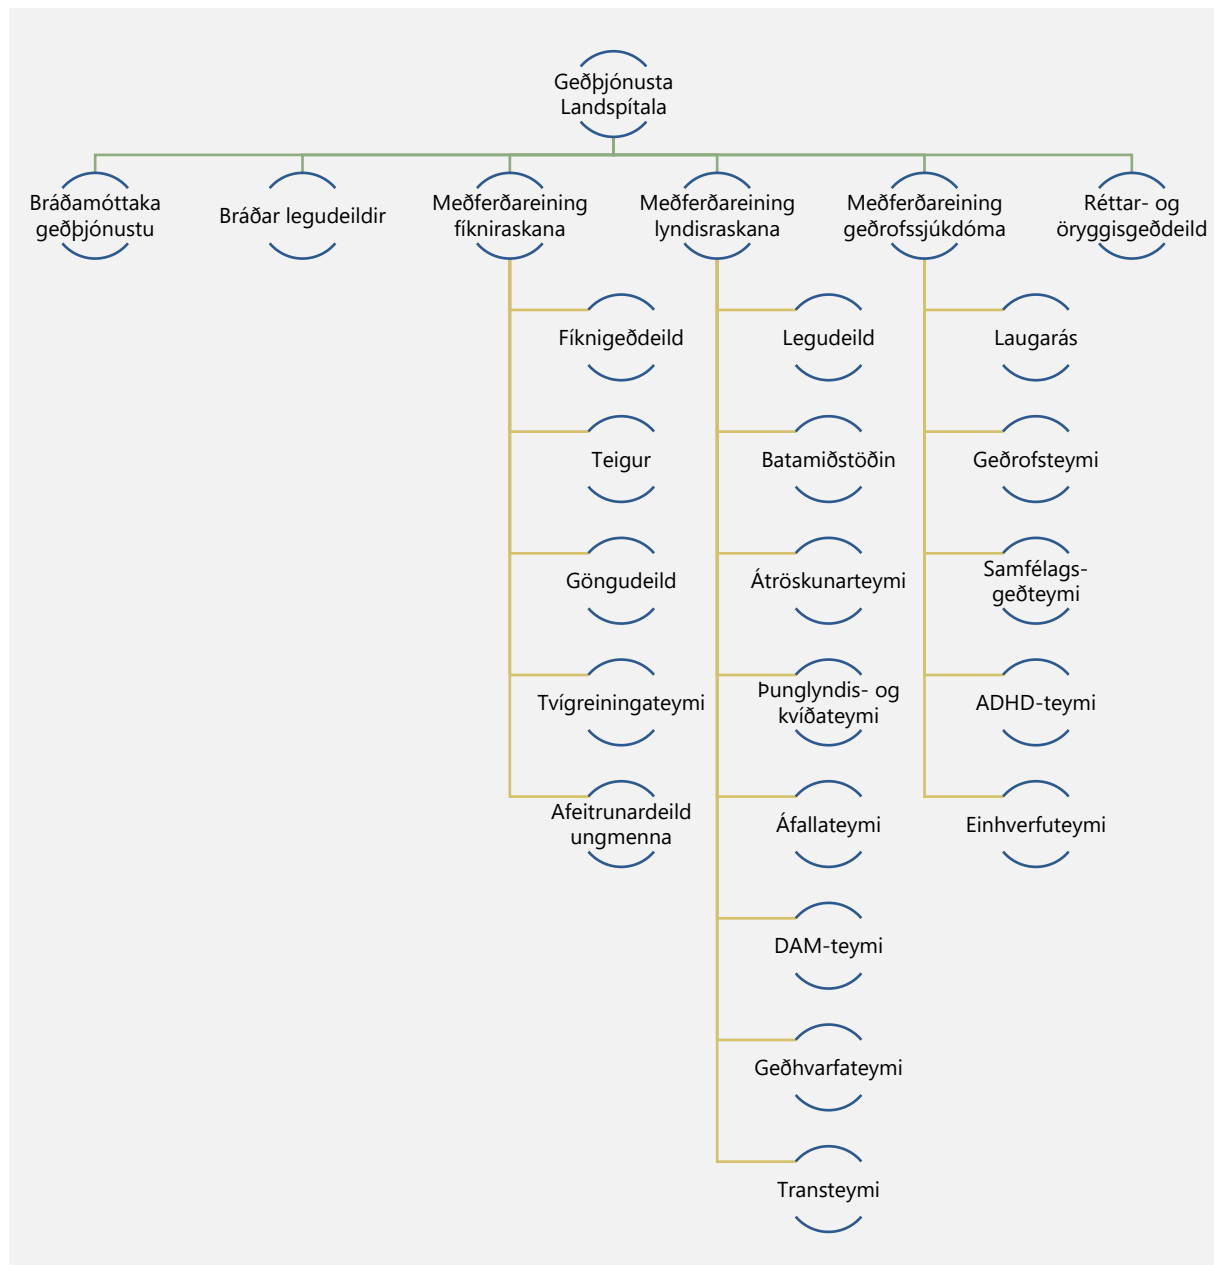 Geðþjónusta
Landspítala
Bráðamóttaka
geðþjónustu
Bráðar legudeildir
Meðferðareining
fíkniraskana
Meðferðareining
lyndisraskana
Meðferðareining
geðrofssjúkdóma
Réttar- og
öryggisgeðdeild
Fíknigeðdeild
Teigur
Göngudeild
Tvígreiningateymi
Afeitrunardeild
ungmenna
Legudeild
Batamiðstöðin
Átröskunarteymi
Þunglyndis- og
kvíðateymi
Áfallateymi
DAM-teymi
Geðhvarfateymi
Transteymi
Laugarás
Geðrofsteymi
Samfélags-
geðteymi
ADHD-teymi
Einhverfuteymi